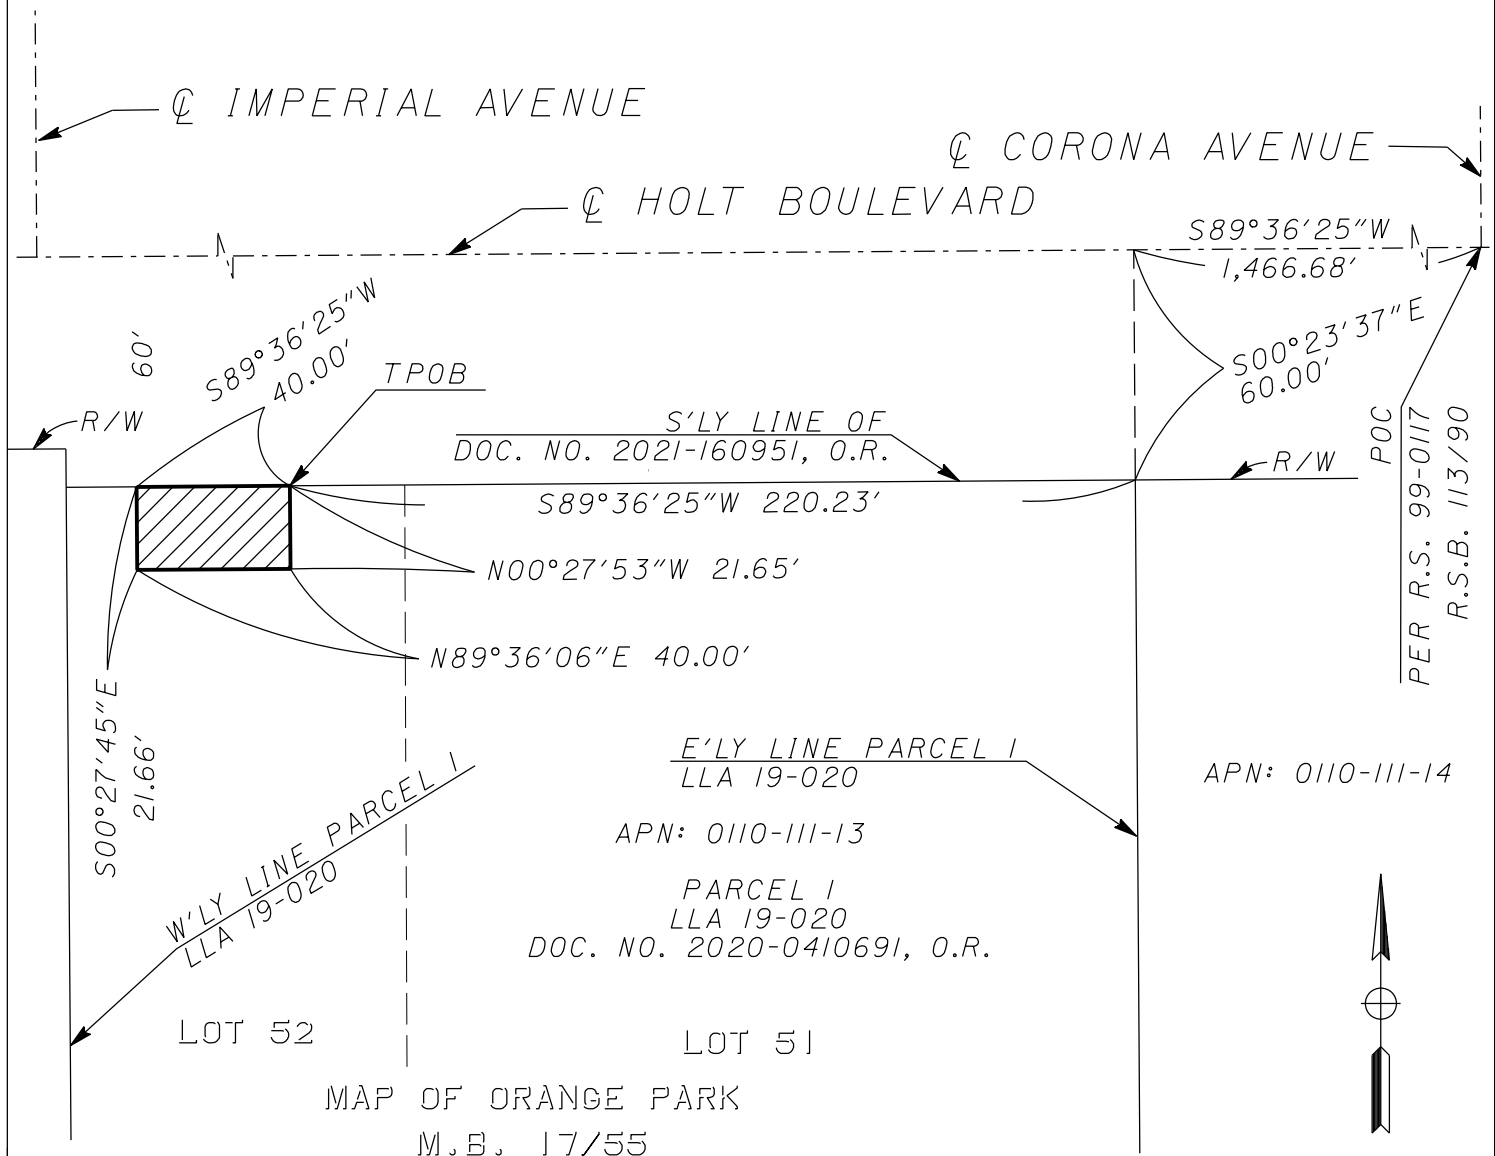 ℄ IMPERIAL AVENUE
℄ CORONA AVENUE
℄ HOLT BOULEVARD
S89°36'25"W
1,466.68'
S89°36'25"W
40.00'
60'
TPOB
R/W
S'LY LINE OF
DOC. NO. 2021-160951, O.R.
S00°23'37"E
60.00'
R/W
POC
PER R.S. 99-0117
R.S.B. 113/90
S89°36'25"W 220.23'
N00°27'53"W 21.65'
N89°36'06"E 40.00'
S00°27'45"E
21.66'
W'LY LINE PARCEL 1
LLA 19-020
E'LY LINE PARCEL 1
LLA 19-020
APN: 0110-111-14
APN: 0110-111-13
PARCEL 1
LLA 19-020
DOC. NO. 2020-0410691, O.R.
LOT 52
LOT 51
MAP OF ORANGE PARK
M.B. 17/55